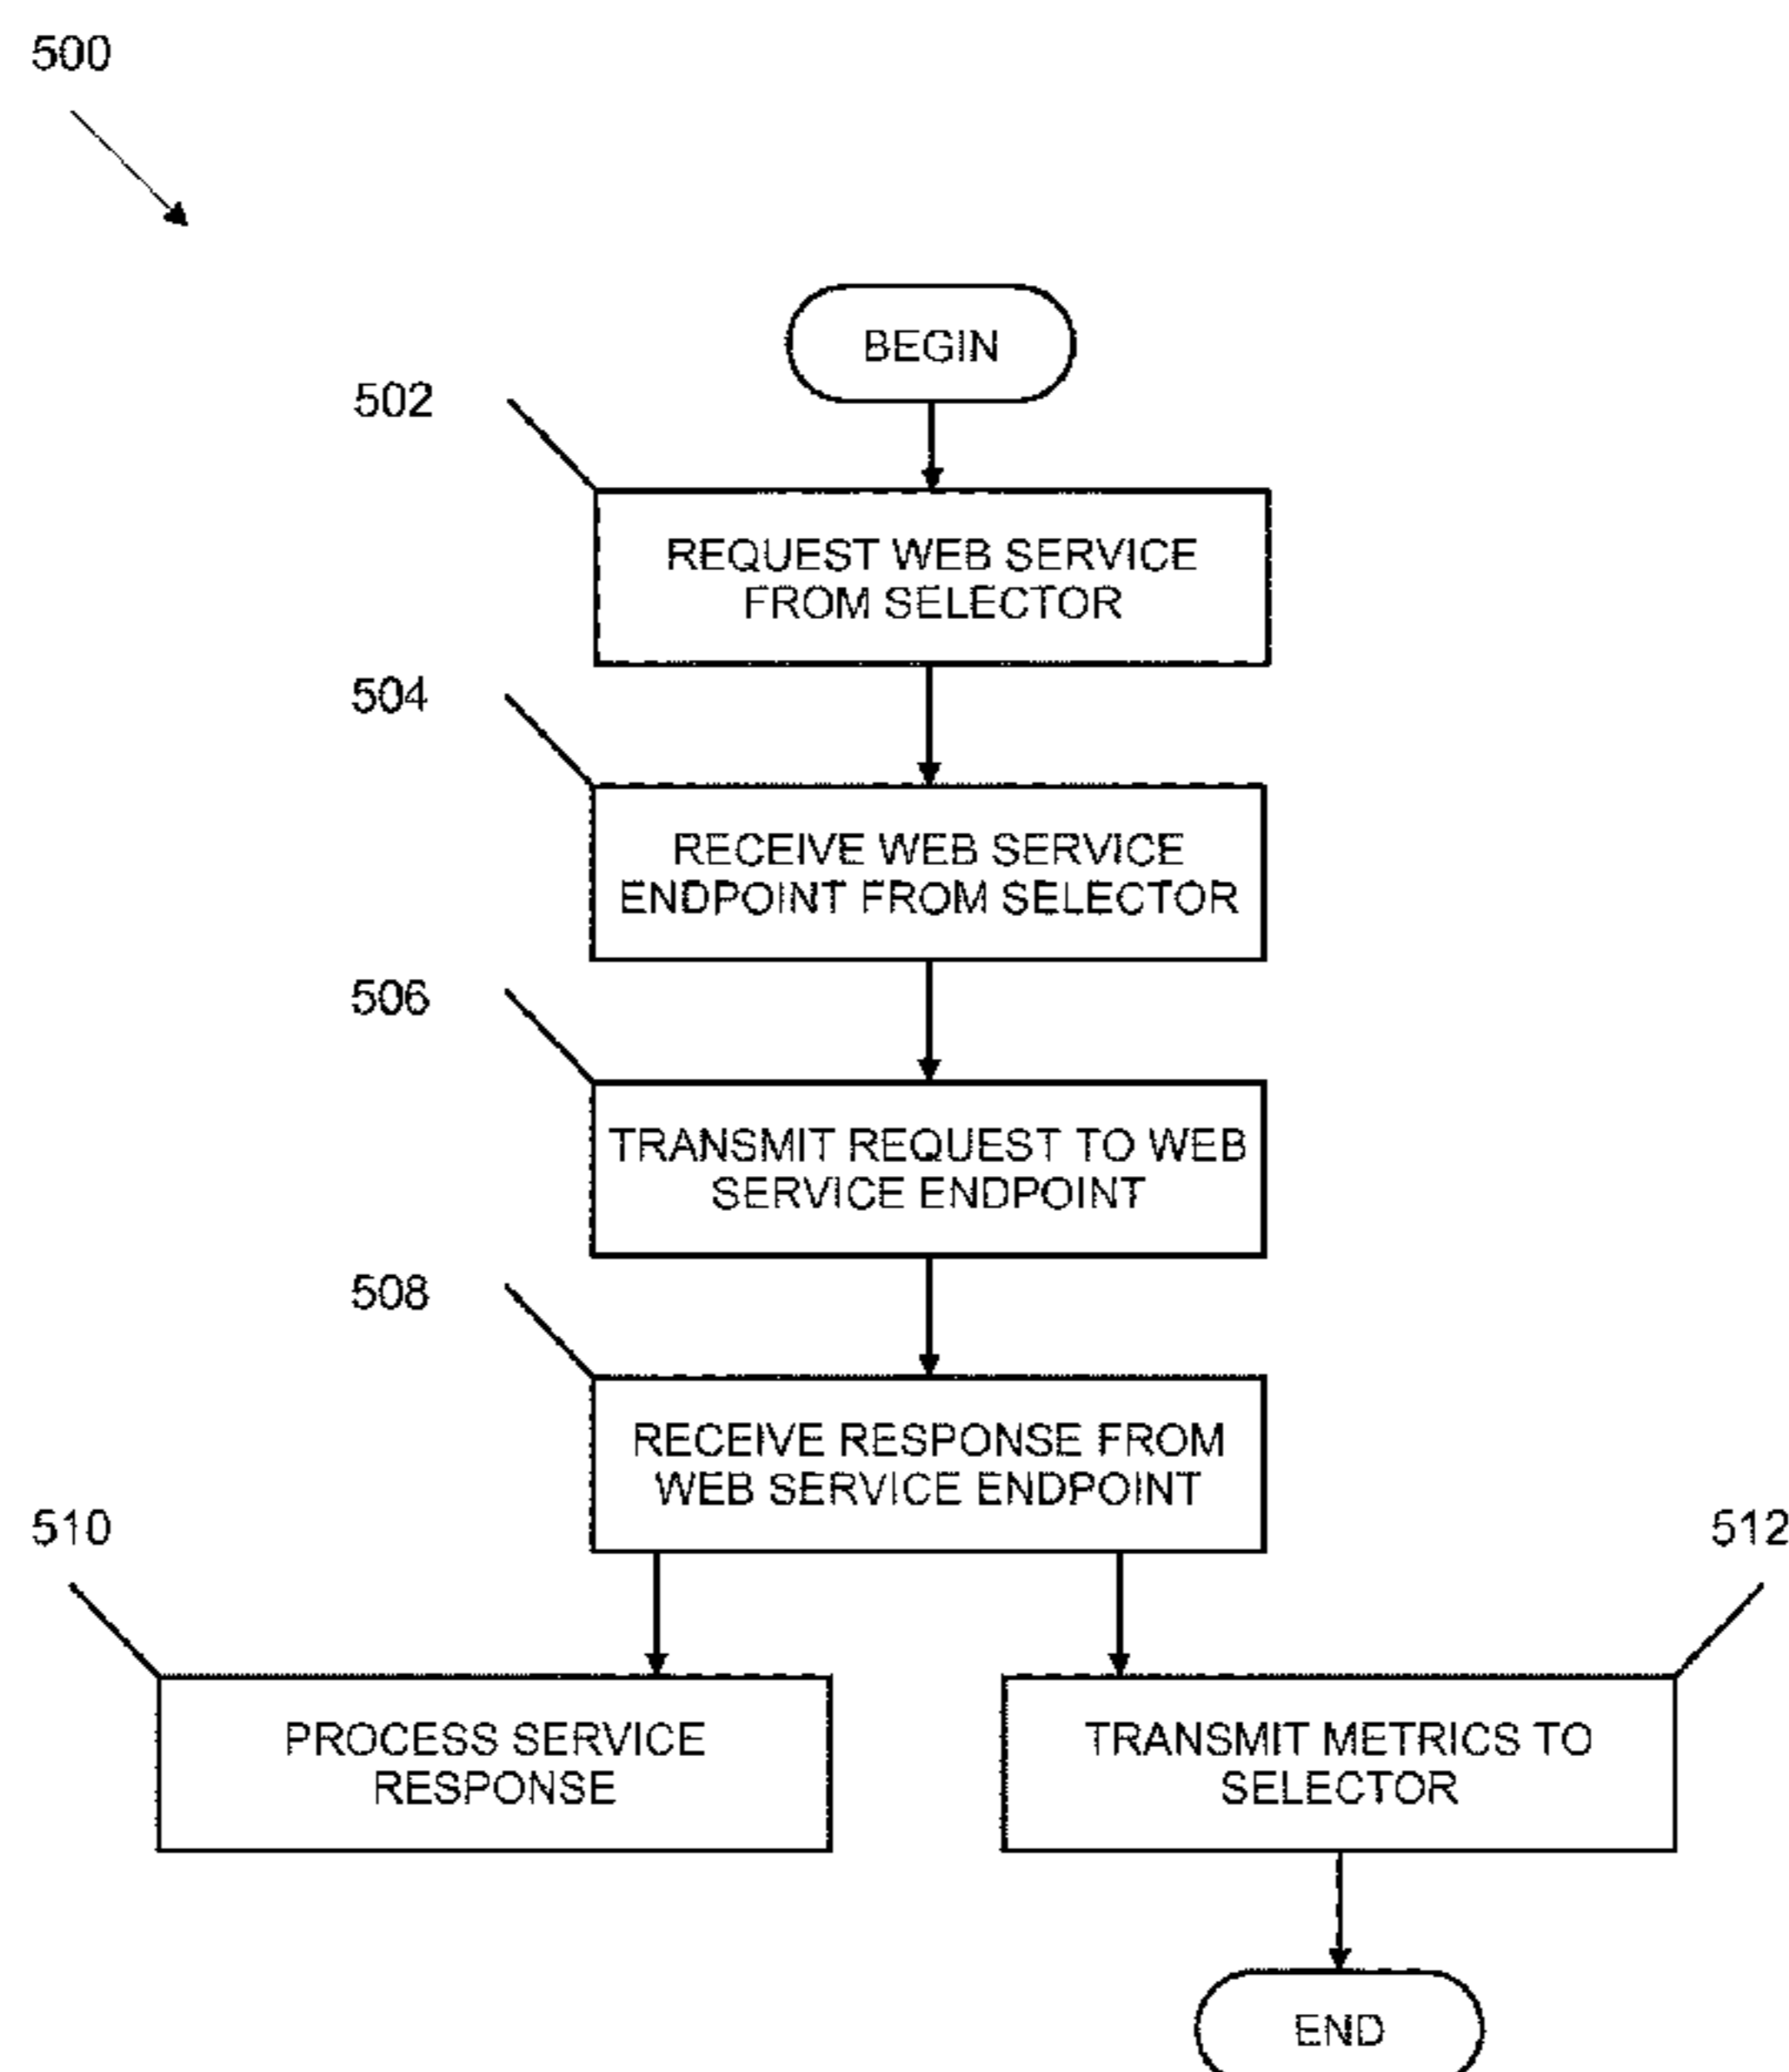 500
BEGIN
502
REQUEST WEB SERVICE
FROM SELECTOR
504
RECEIVE WEB SERVICE
ENDPOINT FROM SELECTOR
506
TRANSMIT REQUEST TO WEB
SERVICE ENDPOINT
508
RECEIVE RESPONSE FROM
WEB SERVICE ENDPOINT
510
512
PROCESS SERVICE
RESPONSE
TRANSMIT METRICS TO
SELECTOR
END